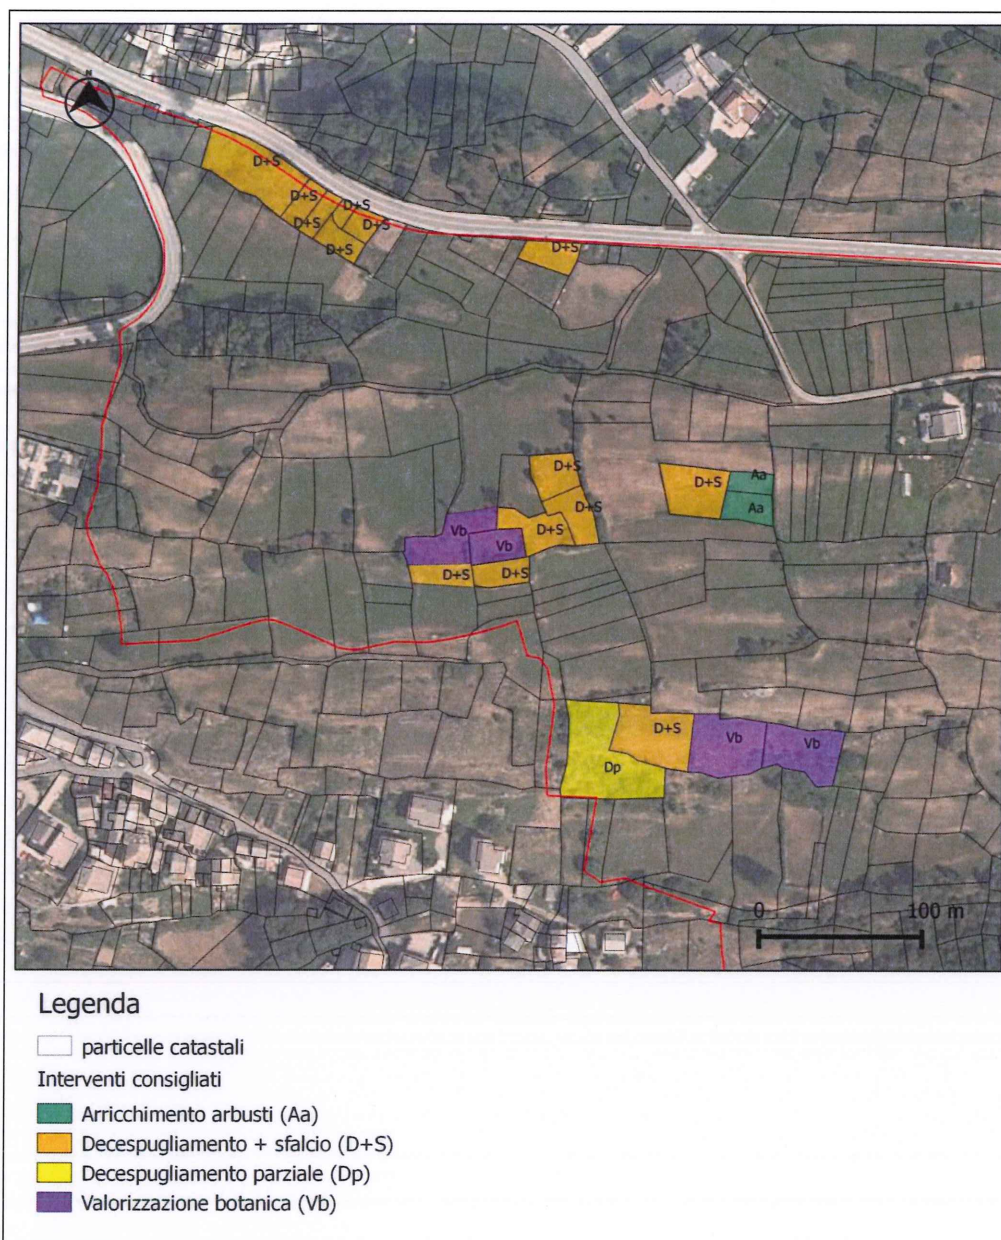 N
D+S
D+S
D+S
D+S
D+S
D+S
D+S
D+S
D+S
Aa
D+S
Aa
Vb
D+S
Vb
D+S
D+S
D+S
Vb
Vb
Dp
0 100 m
Legenda
particelle catastali
Interventi consigliati
Arricchimento arbusti (Aa)
Decespugliamento + sfalcio (D+S)
Decespugliamento parziale (Dp)
Valorizzazione botanica (Vb)